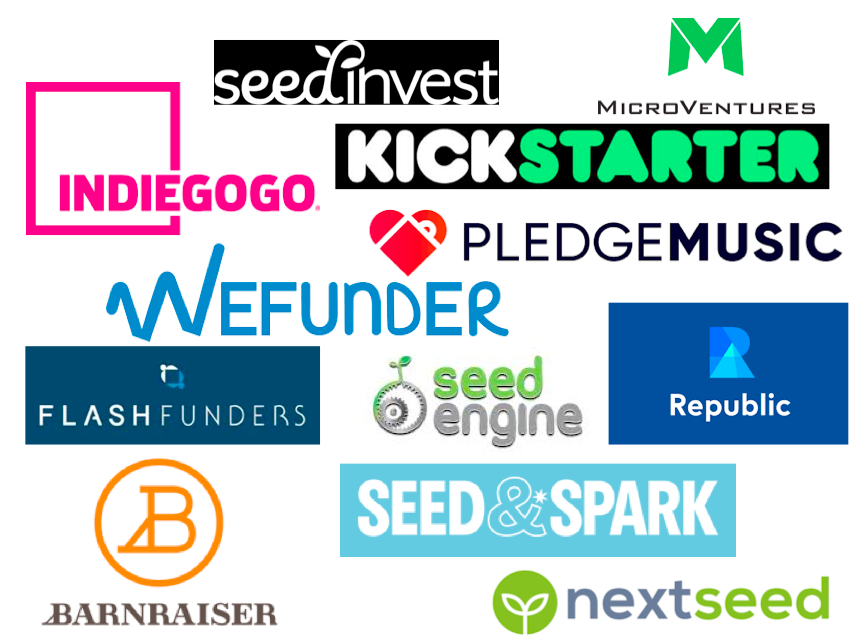 seedinvest
MICROVENTURES
INDIEGOGO
KICKSTARTER
PLEDGEMUSIC
WEFUNDER
FLASHFUNDERS
seed
engine
Republic
B
BARNRAISER
SEED&SPARK
nextseed